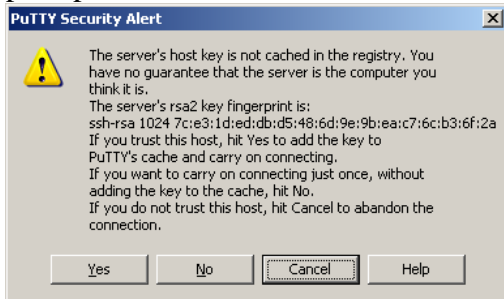 PuTTY Security Alert
The server's host key is not cached in the registry. You
have no guarantee that the server is the computer you
think it is.
The server's rsa2 key fingerprint is:
ssh-rsa 1024 7c:e3:1d:ed:db:d5:48:6d:9e:9b:ea:c7:6c:b3:6f:2a
If you trust this host, hit Yes to add the key to
PuTTY's cache and carry on connecting.
If you want to carry on connecting just once, without
adding the key to the cache, hit No.
If you do not trust this host, hit Cancel to abandon the
connection.
Yes No Cancel Help